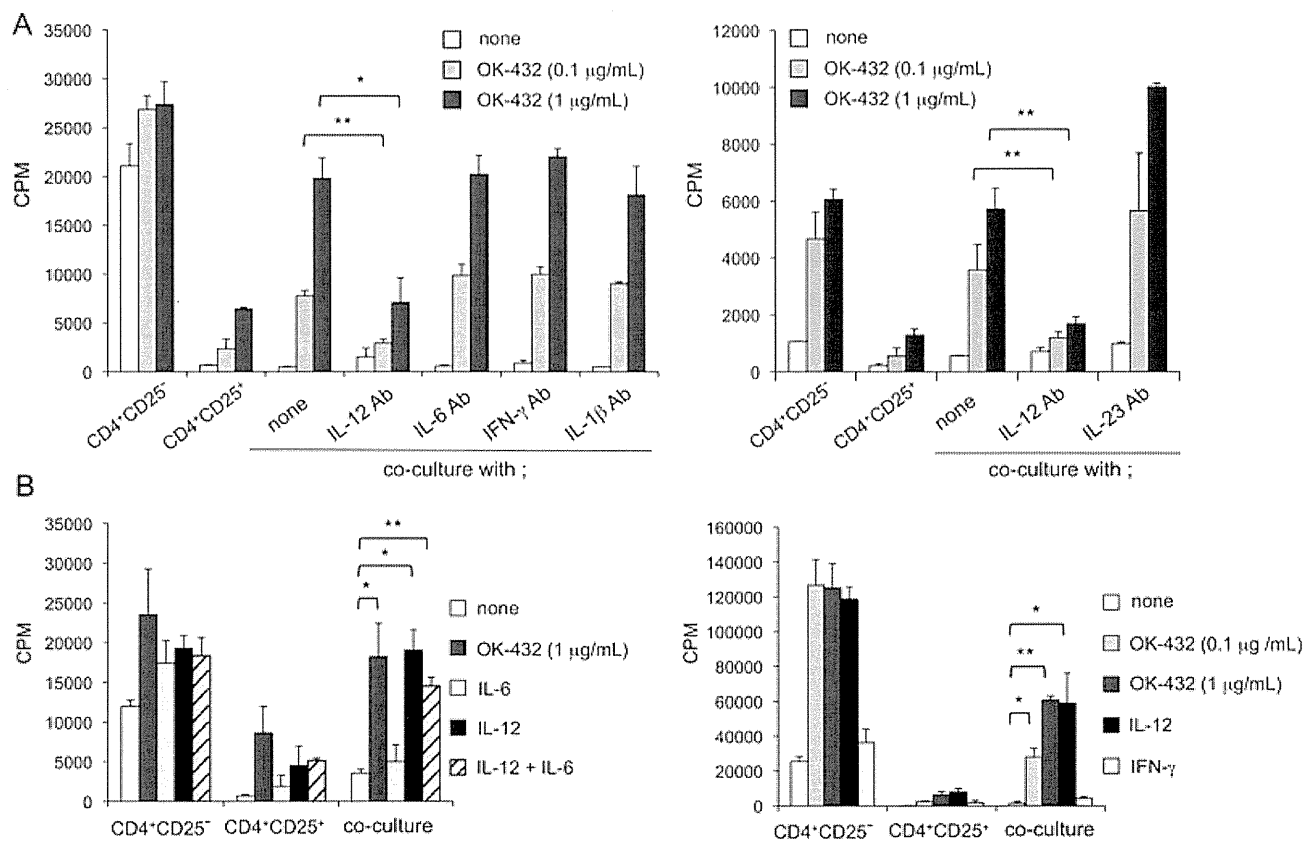 A
35000
30000
25000
20000
15000
10000
5000
0
CPM
none
OK-432 (0.1 μg/mL)
OK-432 (1 μg/mL)
*
**
CD4⁺CD25⁻
CD4⁺CD25⁺
none
IL-12 Ab
IL-6 Ab
IFN-γ Ab
IL-1β Ab
co-culture with ;
12000
10000
8000
6000
4000
2000
0
CPM
none
OK-432 (0.1 μg/mL)
OK-432 (1 μg/mL)
**
**
CD4⁺CD25⁻
CD4⁺CD25⁺
none
IL-12 Ab
IL-23 Ab
co-culture with ;
B
35000
30000
25000
20000
15000
10000
5000
0
CPM
**
*
*
none
OK-432 (1 μg/mL)
IL-6
IL-12
IL-12 + IL-6
CD4⁺CD25⁻
CD4⁺CD25⁺
co-culture
160000
140000
120000
100000
80000
60000
40000
20000
0
CPM
*
**
*
none
OK-432 (0.1 μg /mL)
OK-432 (1 μg/mL)
IL-12
IFN-γ
CD4⁺CD25⁻
CD4⁺CD25⁺
co-culture